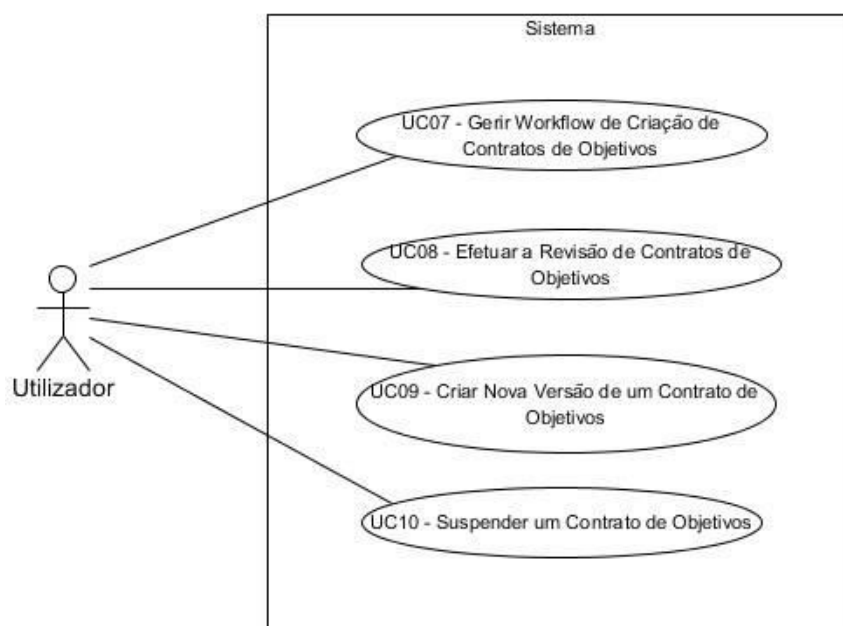 Sistema
UC07 - Gerir Workflow de Criação de
Contratos de Objetivos
UC08 - Efetuar a Revisão de Contratos de
Objetivos
Utilizador
UC09 - Criar Nova Versão de um Contrato de
Objetivos
UC10 - Suspender um Contrato de Objetivos